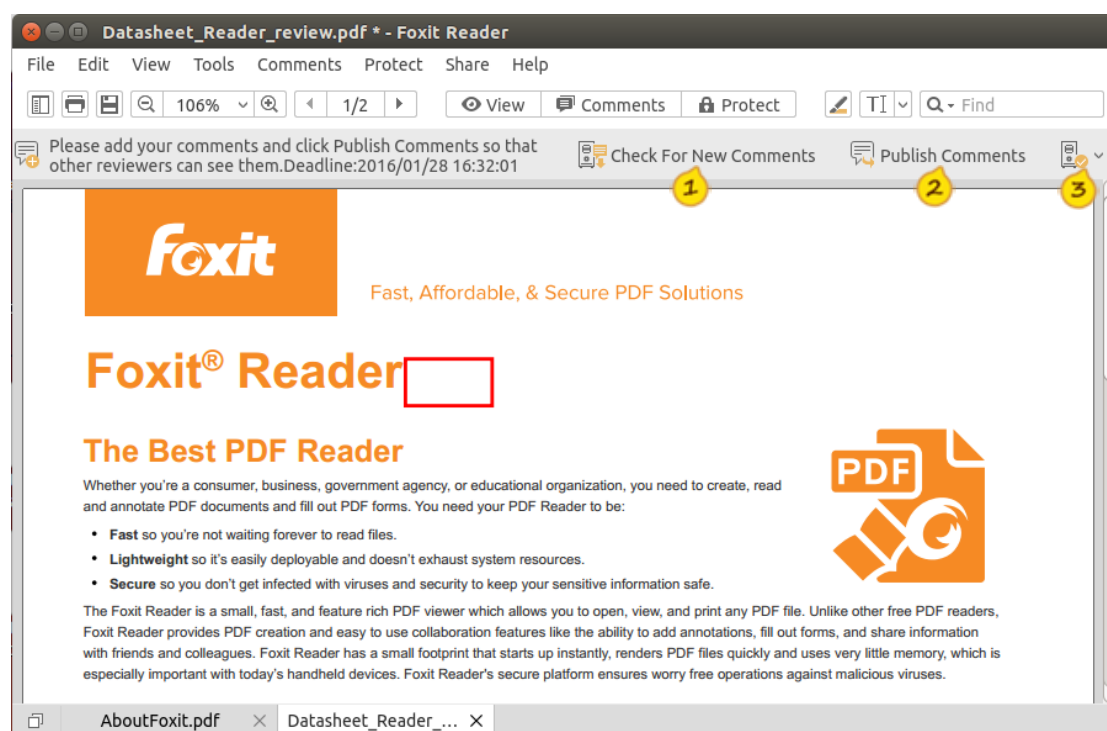 Datasheet_Reader_review.pdf * - Foxit Reader
File Edit View Tools Comments Protect Share Help
106% 1/2 View Comments Protect TI Find
Please add your comments and click Publish Comments so that
other reviewers can see them.Deadline:2016/01/28 16:32:01
Check For New Comments Publish Comments
1 2 3
foxit
Fast, Affordable, & Secure PDF Solutions
Foxit® Reader
The Best PDF Reader
Whether you're a consumer, business, government agency, or educational organization, you need to create, read
and annotate PDF documents and fill out PDF forms. You need your PDF Reader to be:
• Fast so you're not waiting forever to read files.
• Lightweight so it's easily deployable and doesn't exhaust system resources.
• Secure so you don't get infected with viruses and security to keep your sensitive information safe.
PDF
The Foxit Reader is a small, fast, and feature rich PDF viewer which allows you to open, view, and print any PDF file. Unlike other free PDF readers,
Foxit Reader provides PDF creation and easy to use collaboration features like the ability to add annotations, fill out forms, and share information
with friends and colleagues. Foxit Reader has a small footprint that starts up instantly, renders PDF files quickly and uses very little memory, which is
especially important with today's handheld devices. Foxit Reader's secure platform ensures worry free operations against malicious viruses.
AboutFoxit.pdf Datasheet_Reader_...